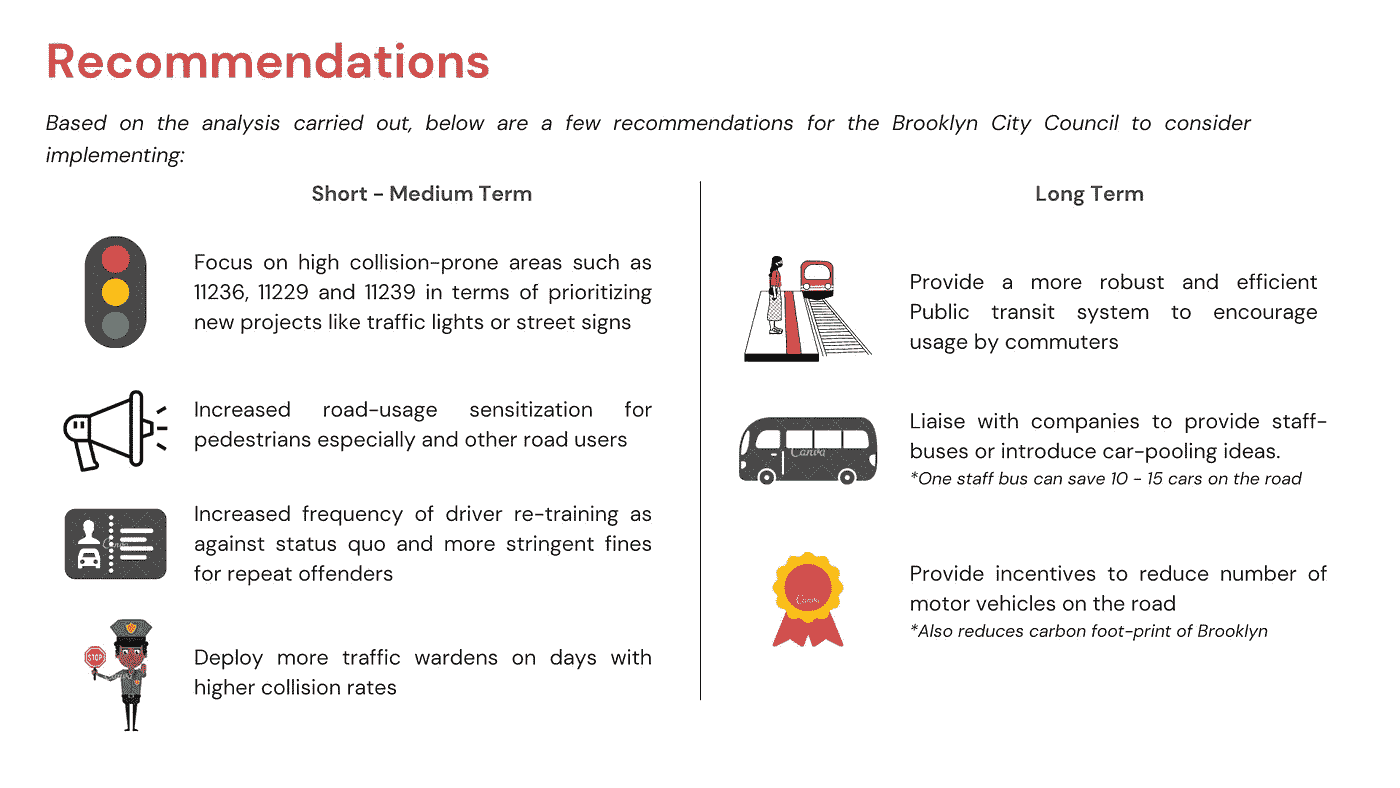 Recommendations
Based on the analysis carried out, below are a few recommendations for the Brooklyn City Council to consider
implementing:
Short - Medium Term
Focus on high collision-prone areas such as
11236, 11229 and 11239 in terms of prioritizing
new projects like traffic lights or street signs
Increased road-usage sensitization for
pedestrians especially and other road users
Increased frequency of driver re-training as
against status quo and more stringent fines
for repeat offenders
Canva
STOP
Deploy more traffic wardens on days with
higher collision rates
Long Term
Provide a more robust and efficient
Public transit system to encourage
usage by commuters
Liaise with companies to provide staff-
buses or introduce car-pooling ideas.
*One staff bus can save 10 - 15 cars on the road
Canva
Provide incentives to reduce number of
motor vehicles on the road
*Also reduces carbon foot-print of Brooklyn
Canva